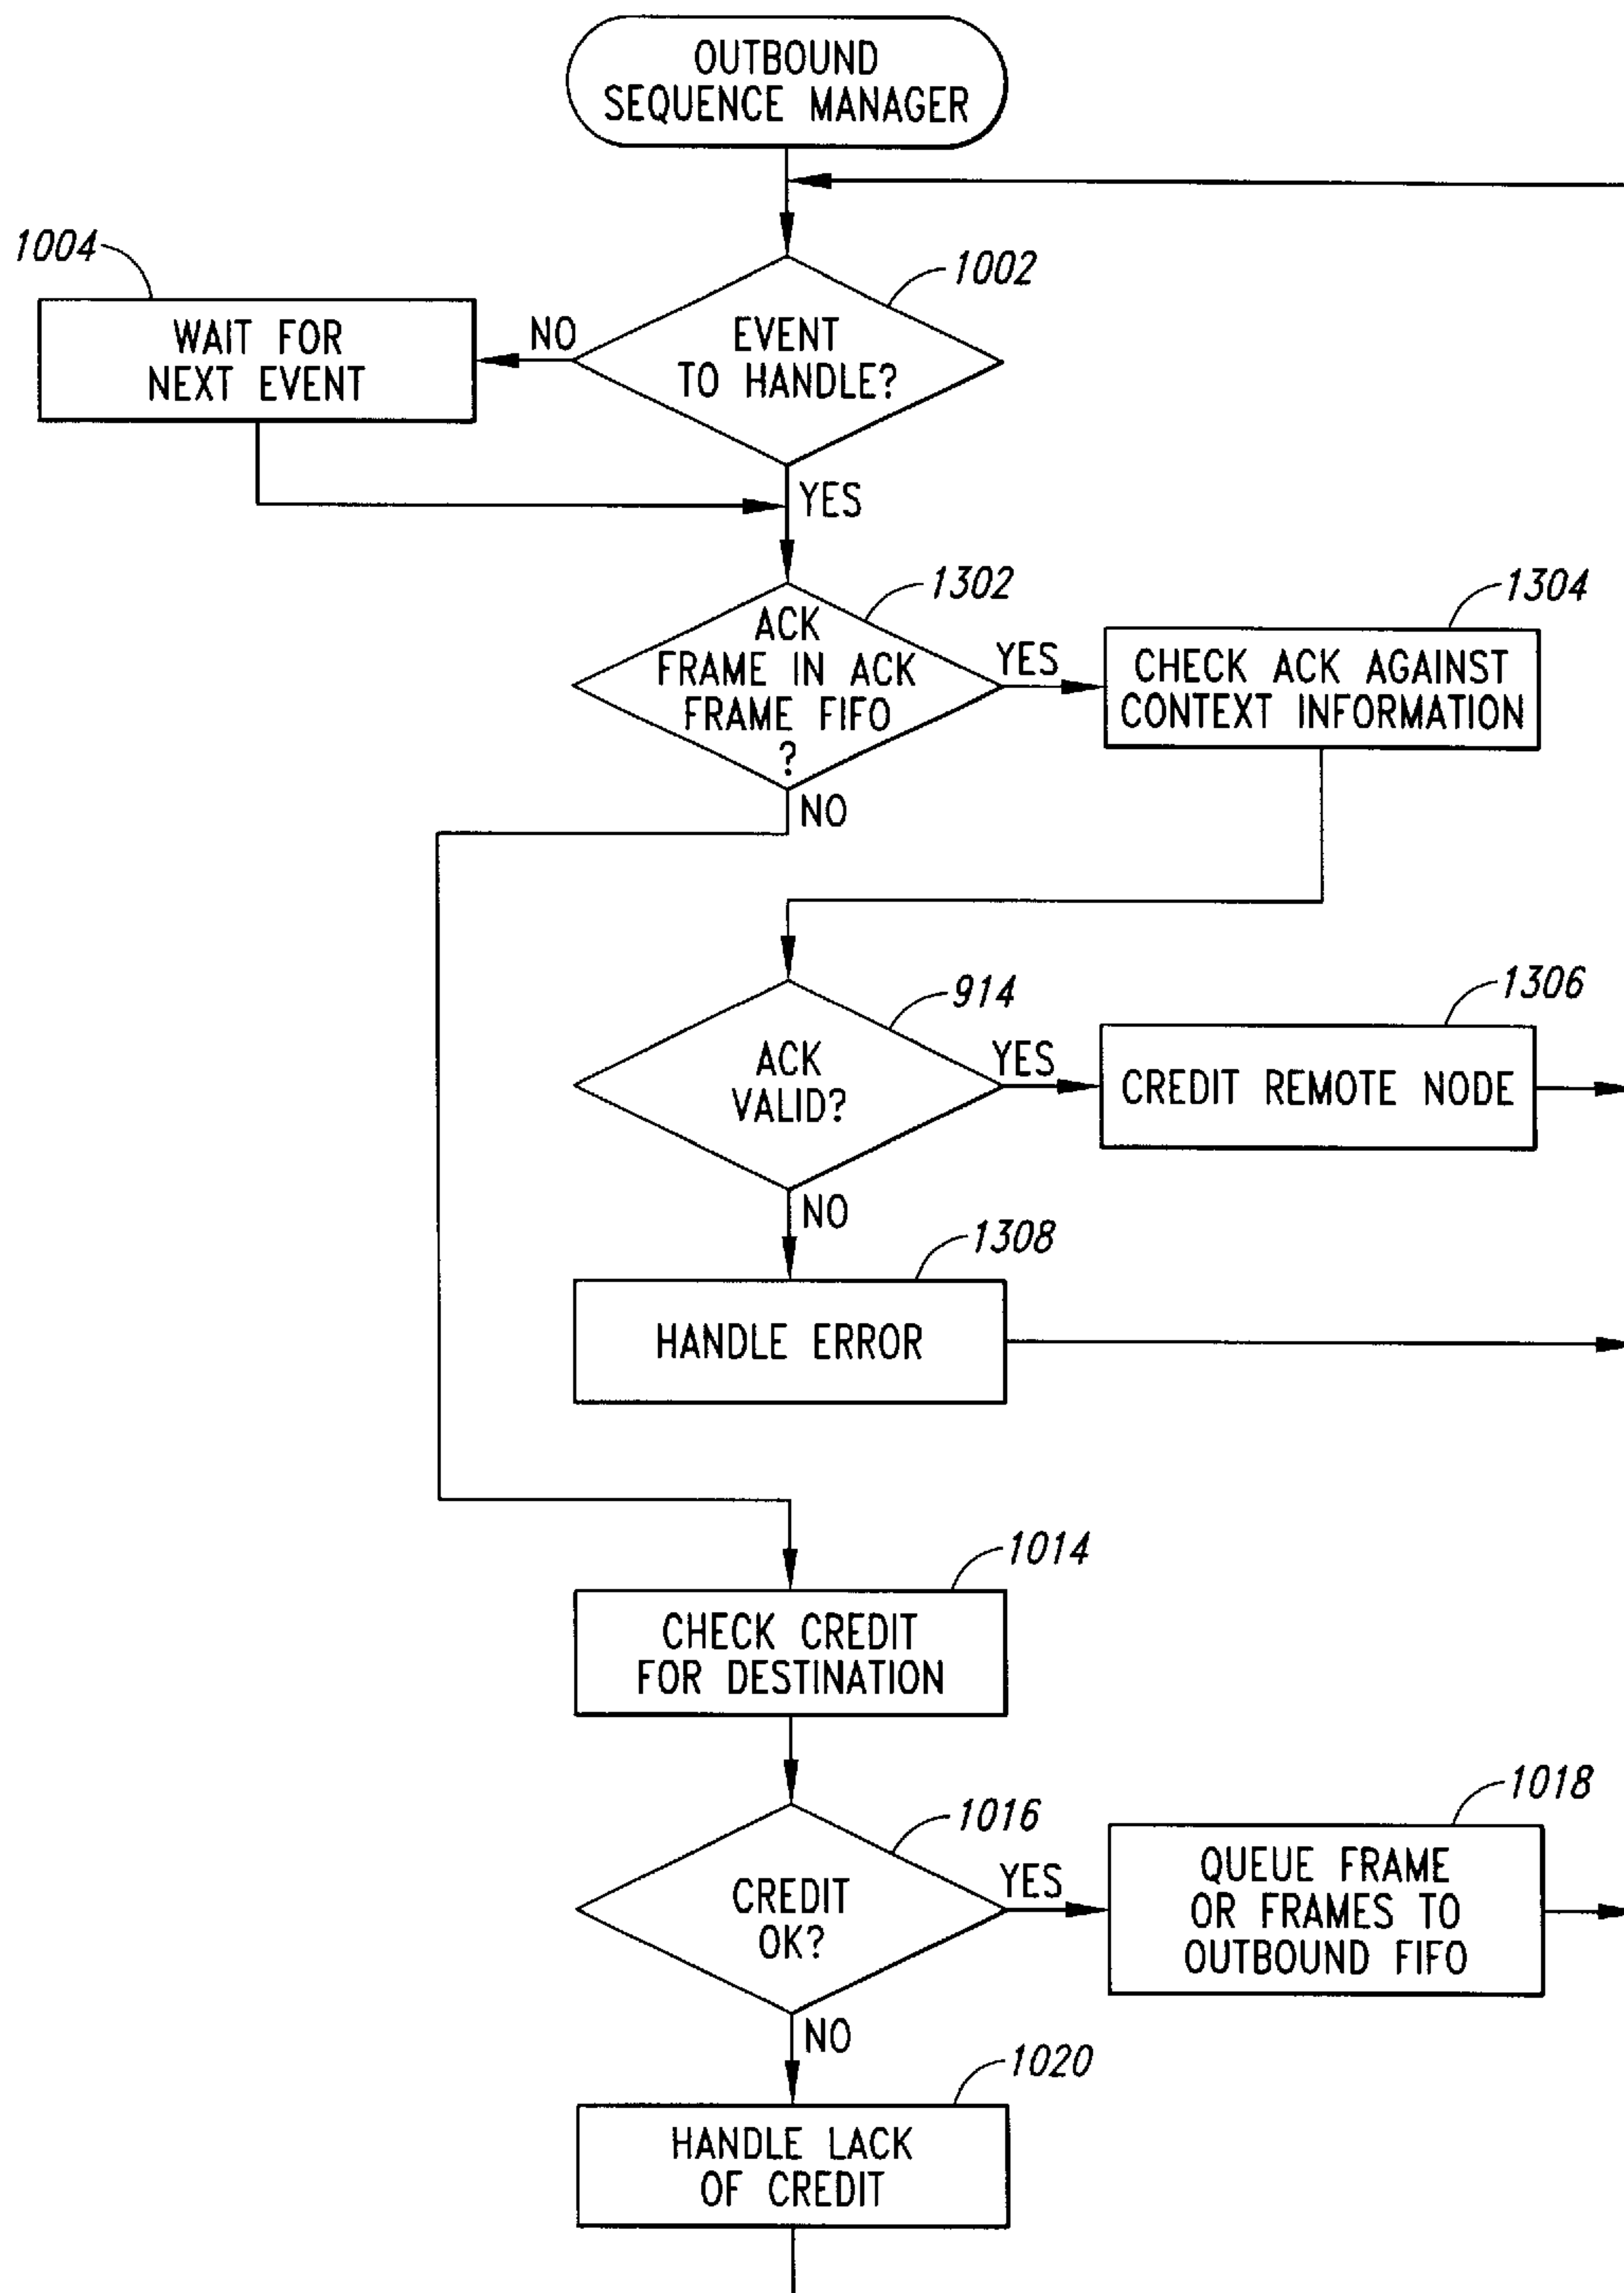 OUTBOUND
SEQUENCE MANAGER
1004
1002
WAIT FOR
NEXT EVENT
NO
EVENT
TO HANDLE?
YES
1302
1304
ACK
FRAME IN ACK
FRAME FIFO
?
YES
CHECK ACK AGAINST
CONTEXT INFORMATION
NO
914
1306
ACK
VALID?
YES
CREDIT REMOTE NODE
NO
1308
HANDLE ERROR
1014
CHECK CREDIT
FOR DESTINATION
1016
1018
CREDIT
OK?
YES
QUEUE FRAME
OR FRAMES TO
OUTBOUND FIFO
NO
1020
HANDLE LACK
OF CREDIT